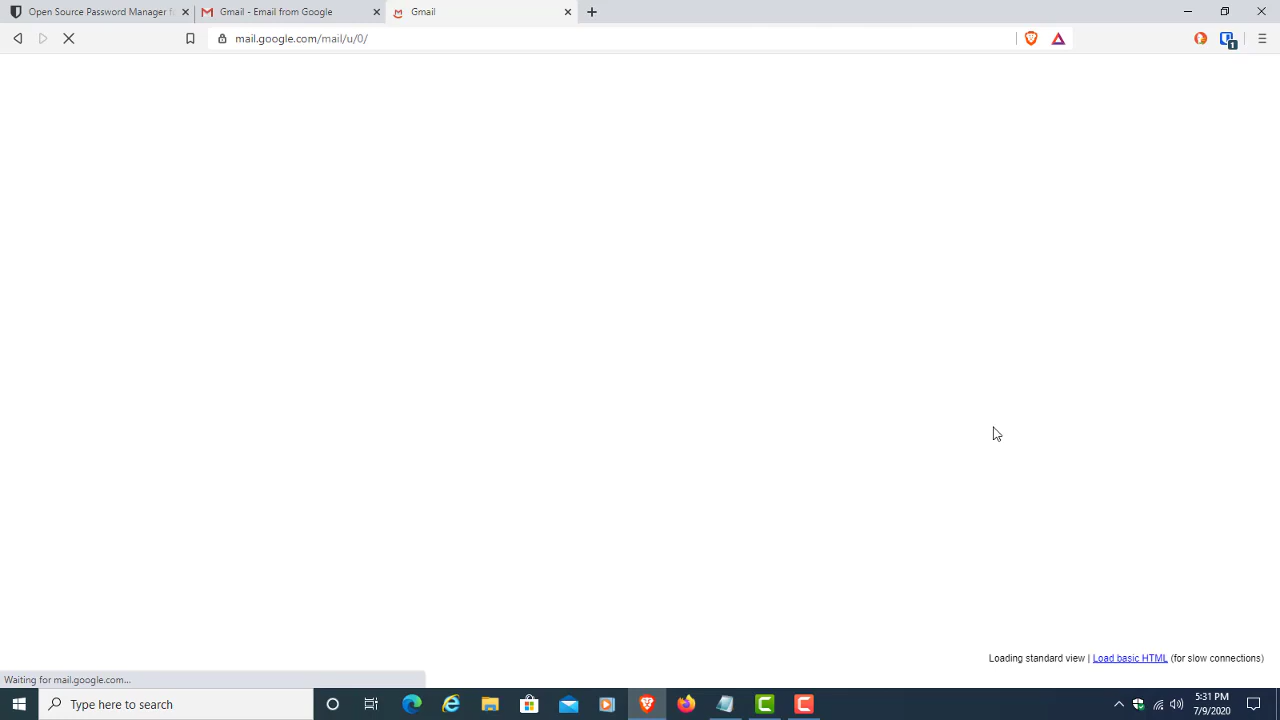 Open Source Password Manager f
Gmail - Email from Google
Gmail
mail.google.com/mail/u/0/
1
Loading standard view | Load basic HTML (for slow connections)
Waiting for mail.google.com...
Type here to search
5:31 PM
7/9/2020